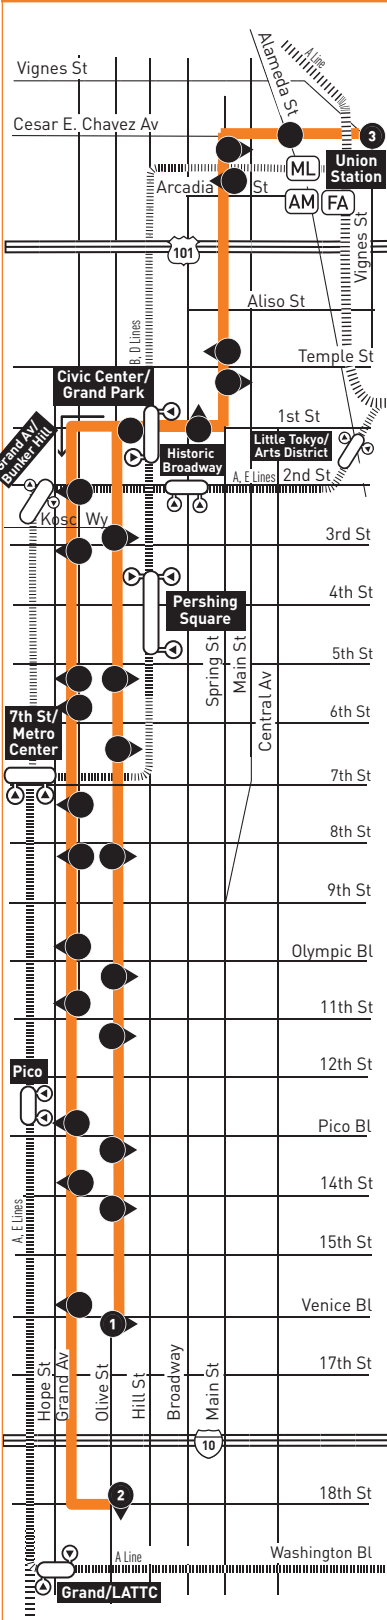 A Line
Alameda St
Vignes St
Cesar E. Chavez Av
3
Union
Station
ML
Arcadia St
AM
FA
Vignes St
101
B, D Lines
Aliso St
Temple St
Civic Center/
Grand Park
1st St
Grand Av/
Bunker Hill
Historic
Broadway
Little Tokyo/
Arts District
A, E Lines
2nd St
Kosc. Wy
3rd St
4th St
Pershing
Square
5th St
Spring St
Main St
Central Av
6th St
7th St/
Metro
Center
7th St
8th St
9th St
Olympic Bl
11th St
12th St
Pico
Pico Bl
14th St
A, E Lines
15th St
Venice Bl
1
Hope St
Grand Av
Olive St
Hill St
Broadway
Main St
17th St
10
2
18th St
A Line
Washington Bl
Grand/LATTC